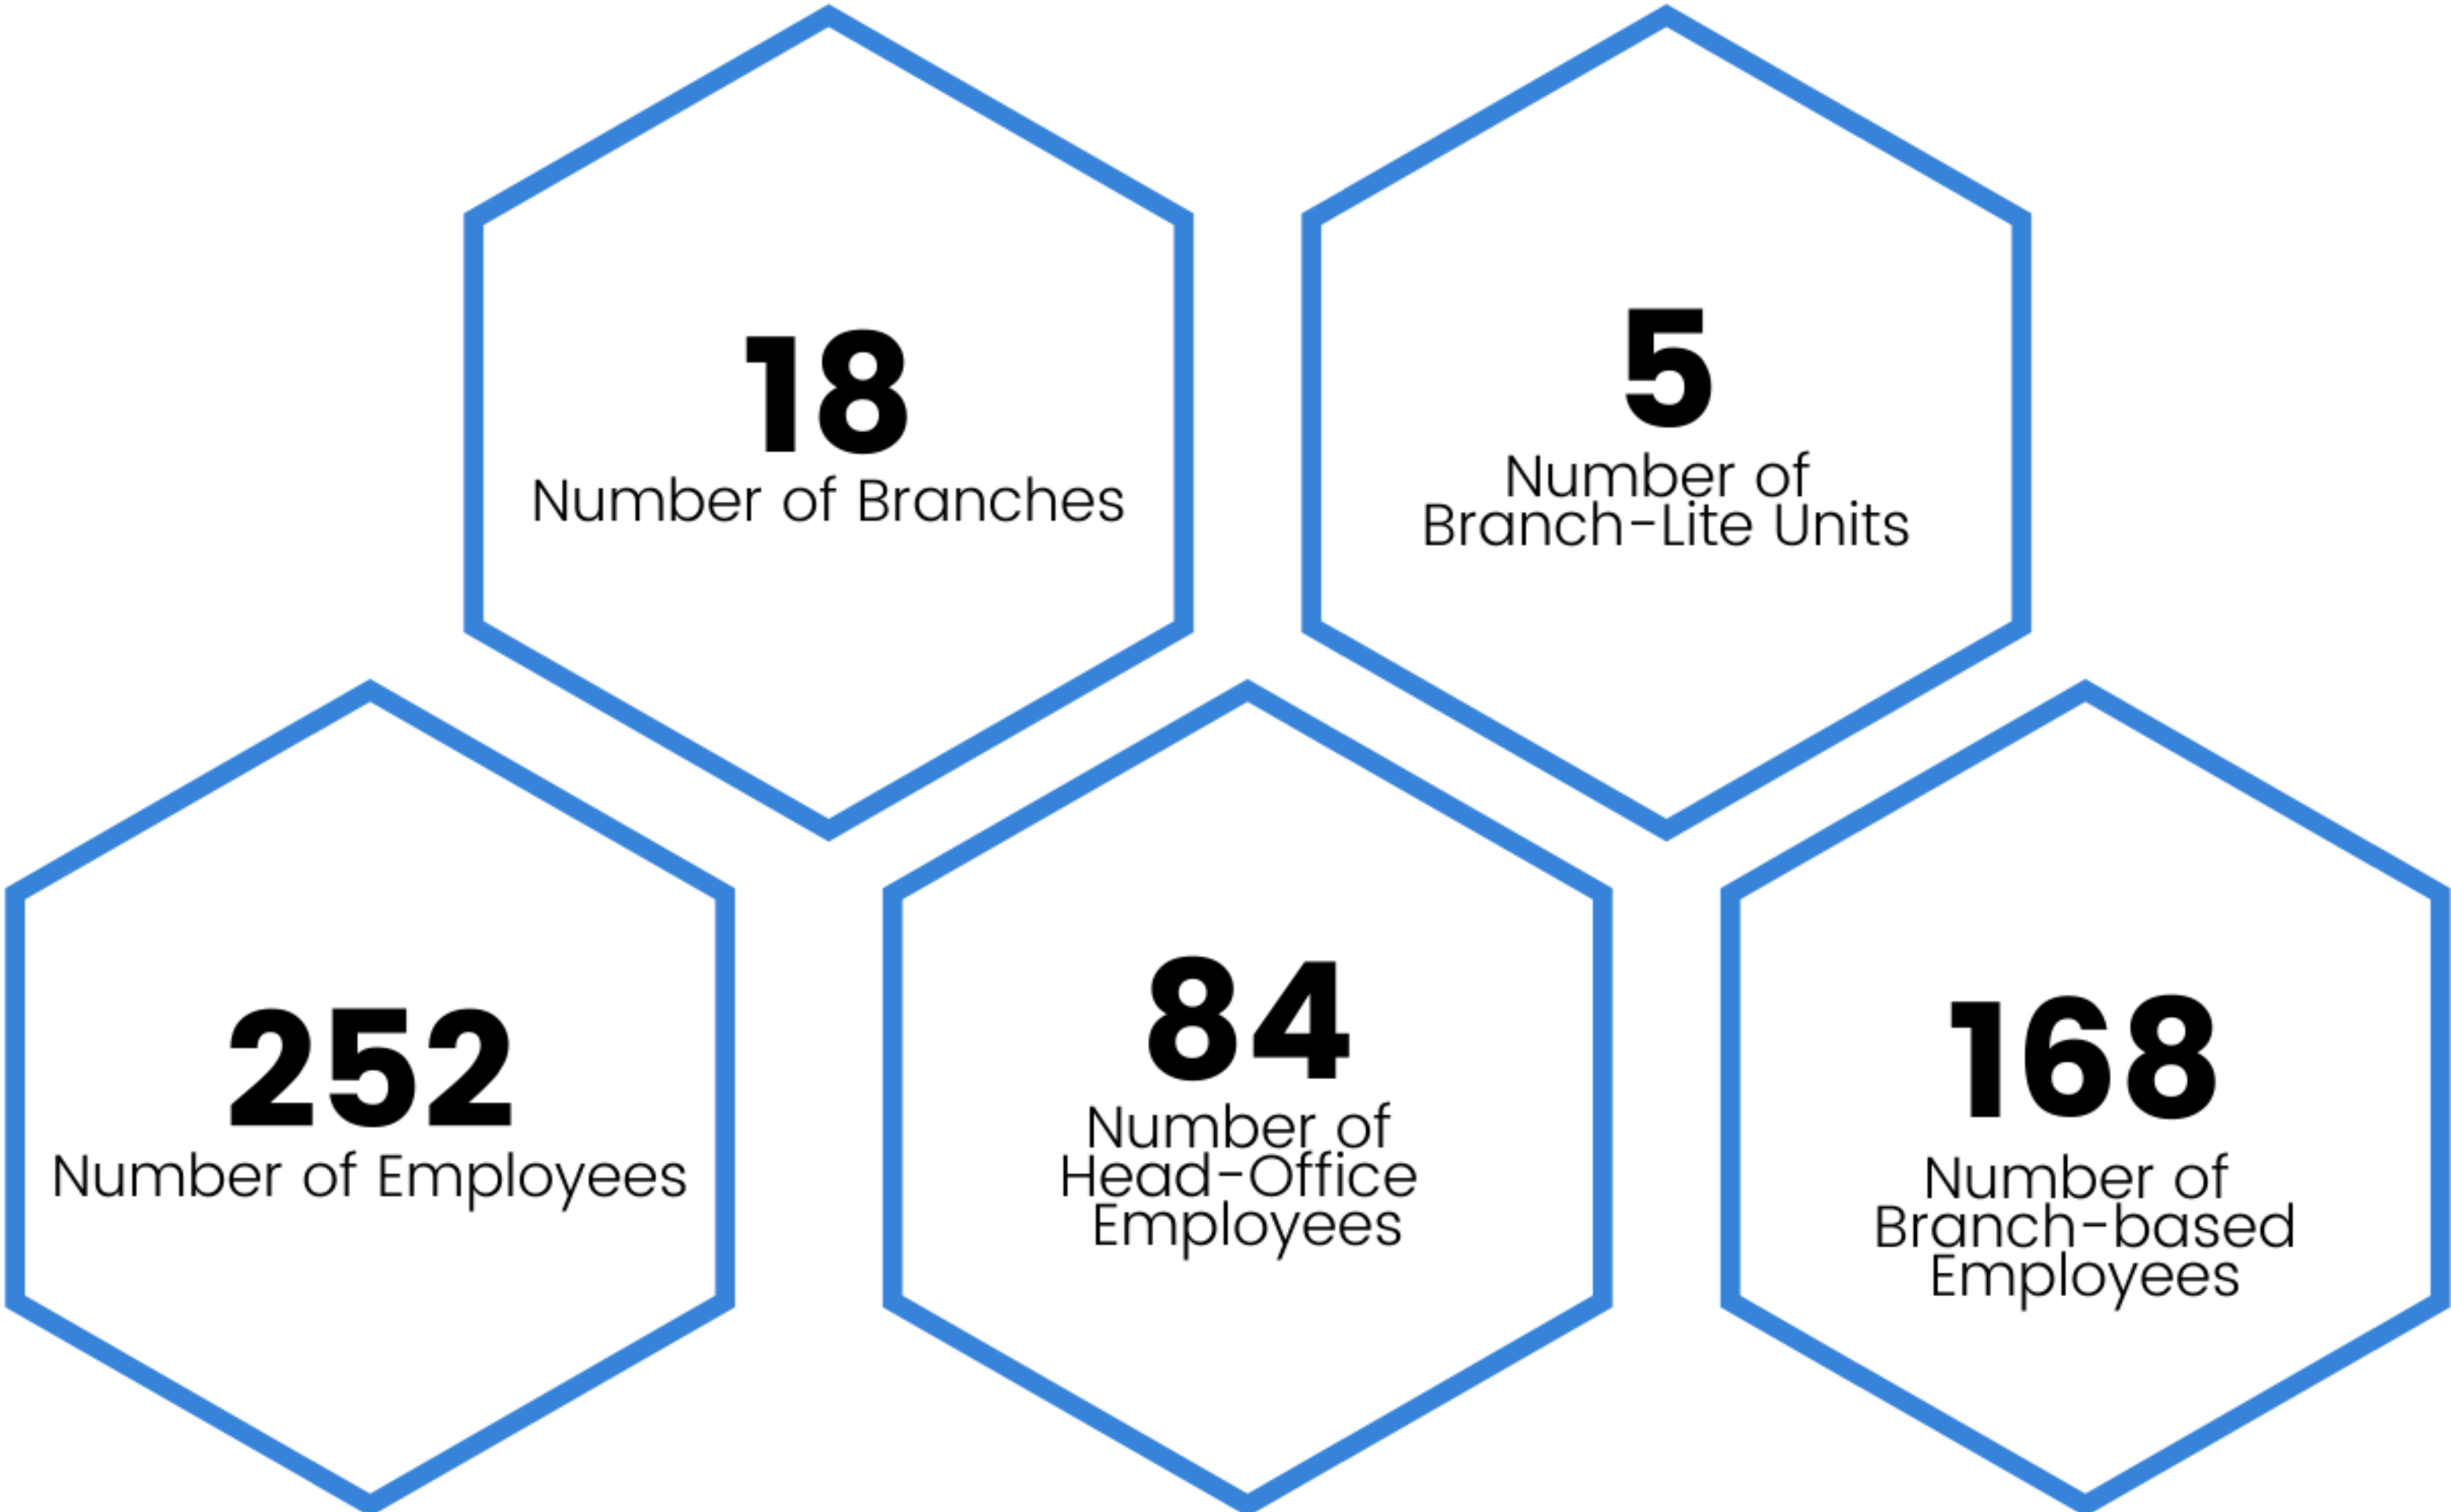 18
Number of Branches
5
Number of
Branch-Lite Units
252
Number of Employees
84
Number of
Head-Office
Employees
168
Number of
Branch-based
Employees